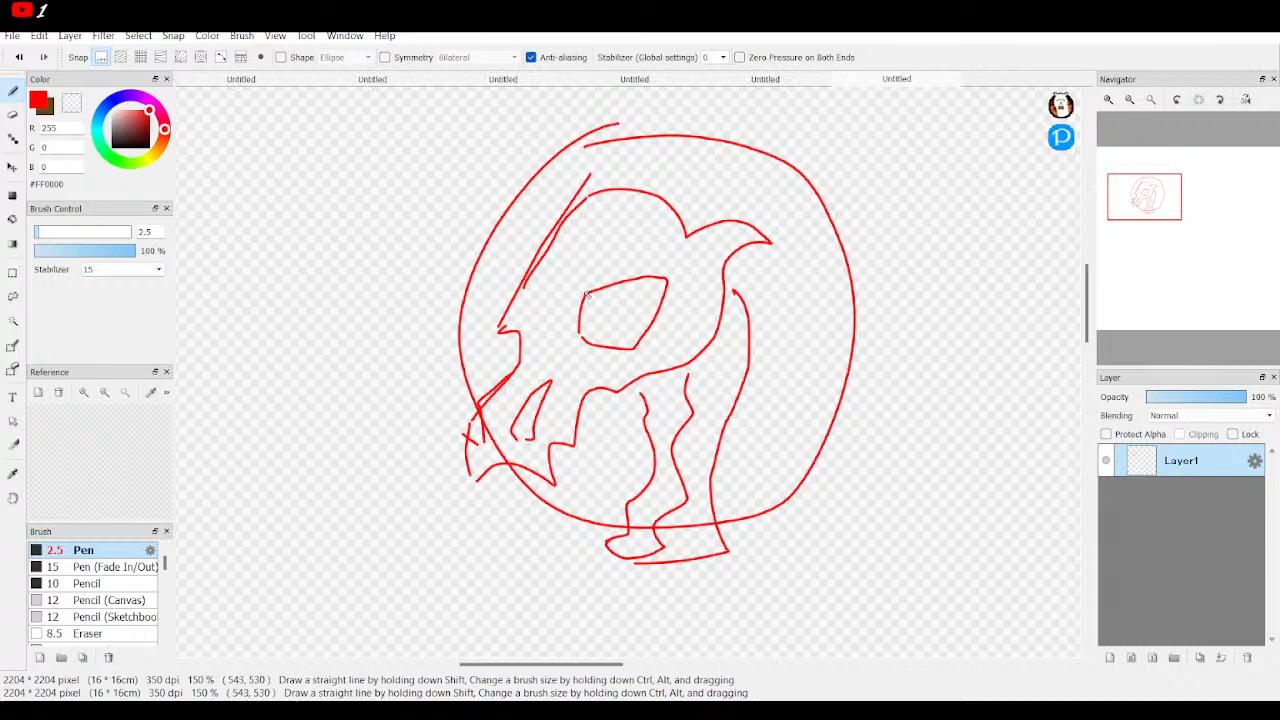 1
File Edit Layer Filter Select Snap Color Brush View Tool Window Help
Snap Shape Ellipse Symmetry Bilateral Anti-aliasing Stabilizer (Global settings) 0 Zero Pressure on Both Ends
Color
Untitled Untitled Untitled Untitled Untitled Untitled
Navigator
R 255
G 0
B 0
#FF0000
P
Brush Control
2.5
100 %
Stabilizer 15
Reference
Layer
Opacity 100 %
Blending Normal
Protect Alpha Clipping Lock
Layer1
Brush
2.5 Pen
15 Pen (Fade In/Out)
10 Pencil
12 Pencil (Canvas)
12 Pencil (Sketchboo
8.5 Eraser
2204 * 2204 pixel (16 * 16cm) 350 dpi 150 % ( 543, 530 ) Draw a straight line by holding down Shift, Change a brush size by holding down Ctrl, Alt, and dragging
2204 * 2204 pixel (16 * 16cm) 350 dpi 150 % ( 543, 530 ) Draw a straight line by holding down Shift, Change a brush size by holding down Ctrl, Alt, and dragging